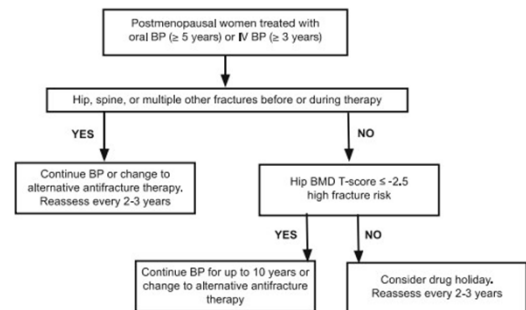 Postmenopausal women treated with
oral BP (≥ 5 years) or IV BP (≥ 3 years)
Hip, spine, or multiple other fractures before or during therapy
YES
NO
Continue BP or change to
alternative antifracture therapy.
Reassess every 2-3 years
Hip BMD T-score ≤ -2.5
high fracture risk
YES
NO
Continue BP for up to 10 years or
change to alternative antifracture
therapy
Consider drug holiday.
Reassess every 2-3 years